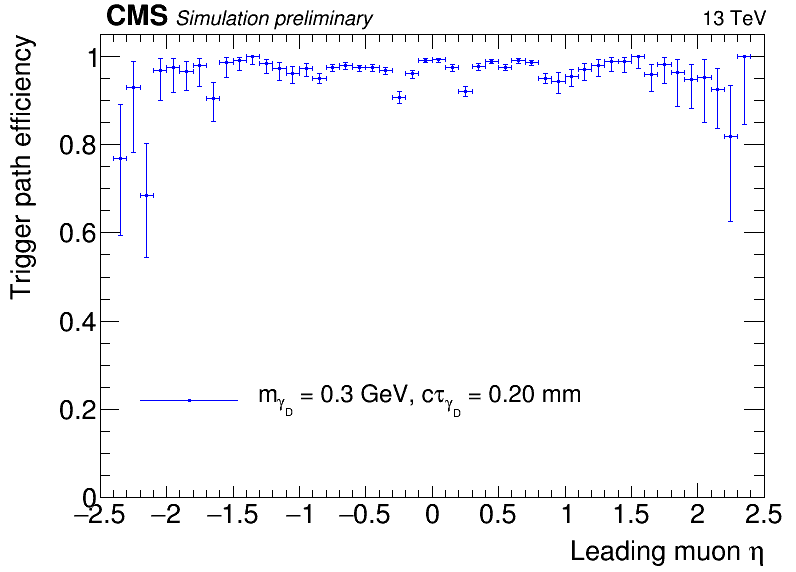 CMS Simulation preliminary 13 TeV
Trigger path efficiency
1
0.8
0.6
0.4
0.2
0
m_γ_D = 0.3 GeV, cτ_γ_D = 0.20 mm
−2.5 −2 −1.5 −1 −0.5 0 0.5 1 1.5 2 2.5
Leading muon η